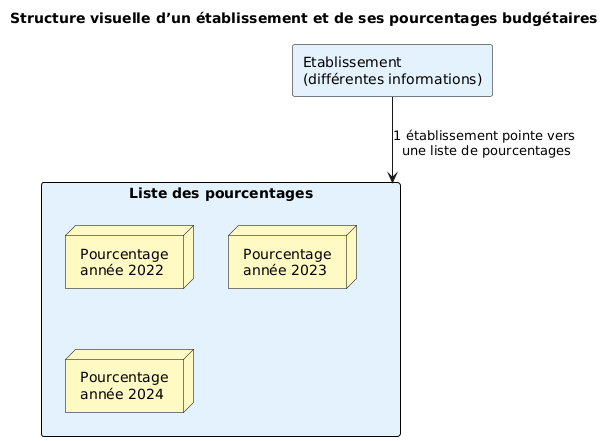 Structure visuelle d’un établissement et de ses pourcentages budgétaires
Etablissement
(différentes informations)
1 établissement pointe vers
une liste de pourcentages
Liste des pourcentages
Pourcentage
année 2022
Pourcentage
année 2023
Pourcentage
année 2024